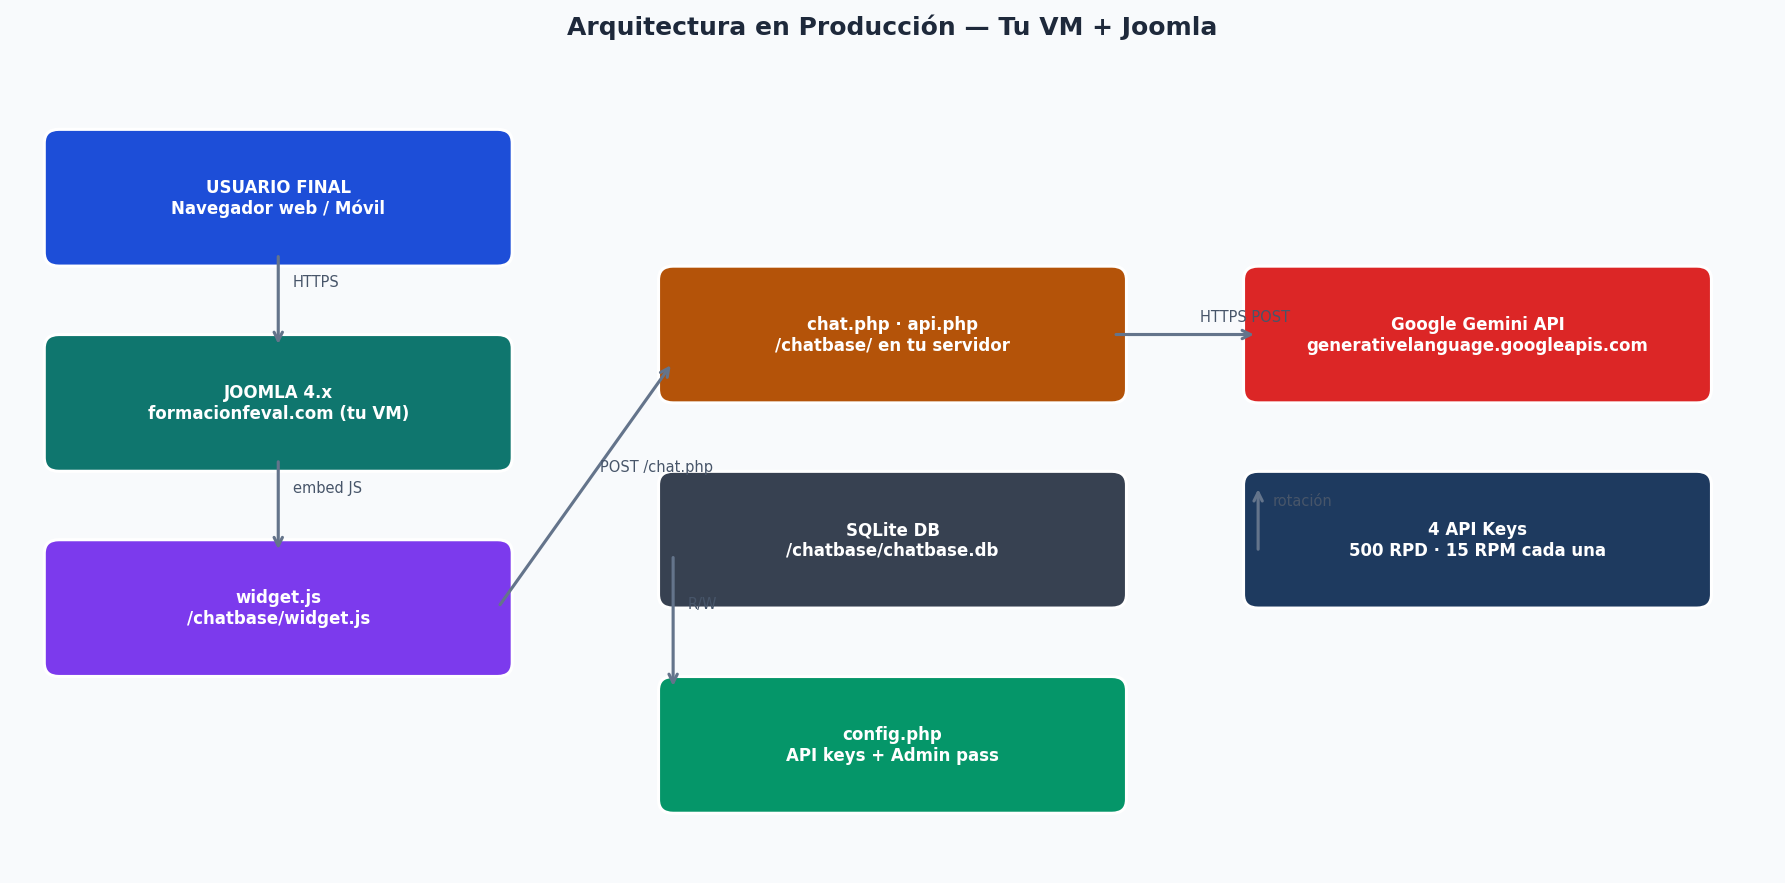 Arquitectura en Producción — Tu VM + Joomla
USUARIO FINAL
Navegador web / Móvil
HTTPS
JOOMLA 4.x
formacionfeval.com (tu VM)
embed JS
widget.js
/chatbase/widget.js
POST /chat.php
chat.php · api.php
/chatbase/ en tu servidor
HTTPS POST
Google Gemini API
generativelanguage.googleapis.com
SQLite DB
/chatbase/chatbase.db
R/W
config.php
API keys + Admin pass
rotación
4 API Keys
500 RPD · 15 RPM cada una